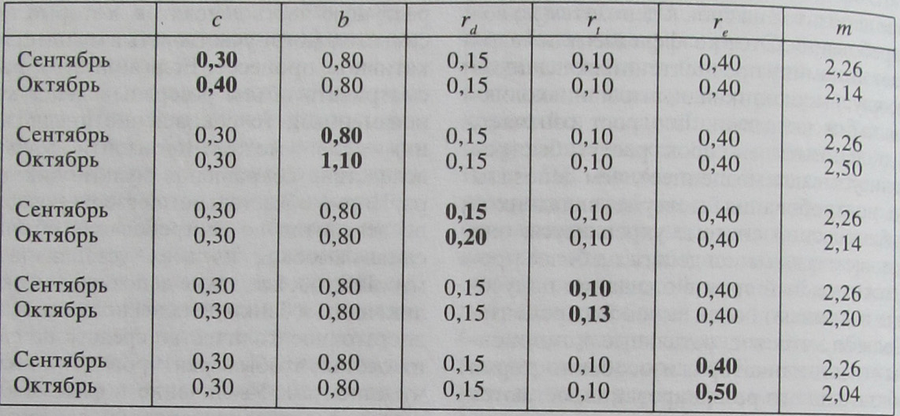 c b r_d r_t r_e m
Сентябрь 0,30 0,80 0,15 0,10 0,40 2,26
Октябрь 0,40 0,80 0,15 0,10 0,40 2,14
Сентябрь 0,30 0,80 0,15 0,10 0,40 2,26
Октябрь 0,30 1,10 0,15 0,10 0,40 2,50
Сентябрь 0,30 0,80 0,15 0,10 0,40 2,26
Октябрь 0,30 0,80 0,20 0,10 0,40 2,14
Сентябрь 0,30 0,80 0,15 0,10 0,40 2,26
Октябрь 0,30 0,80 0,15 0,13 0,40 2,20
Сентябрь 0,30 0,80 0,15 0,10 0,40 2,26
Октябрь 0,30 0,80 0,15 0,10 0,50 2,04